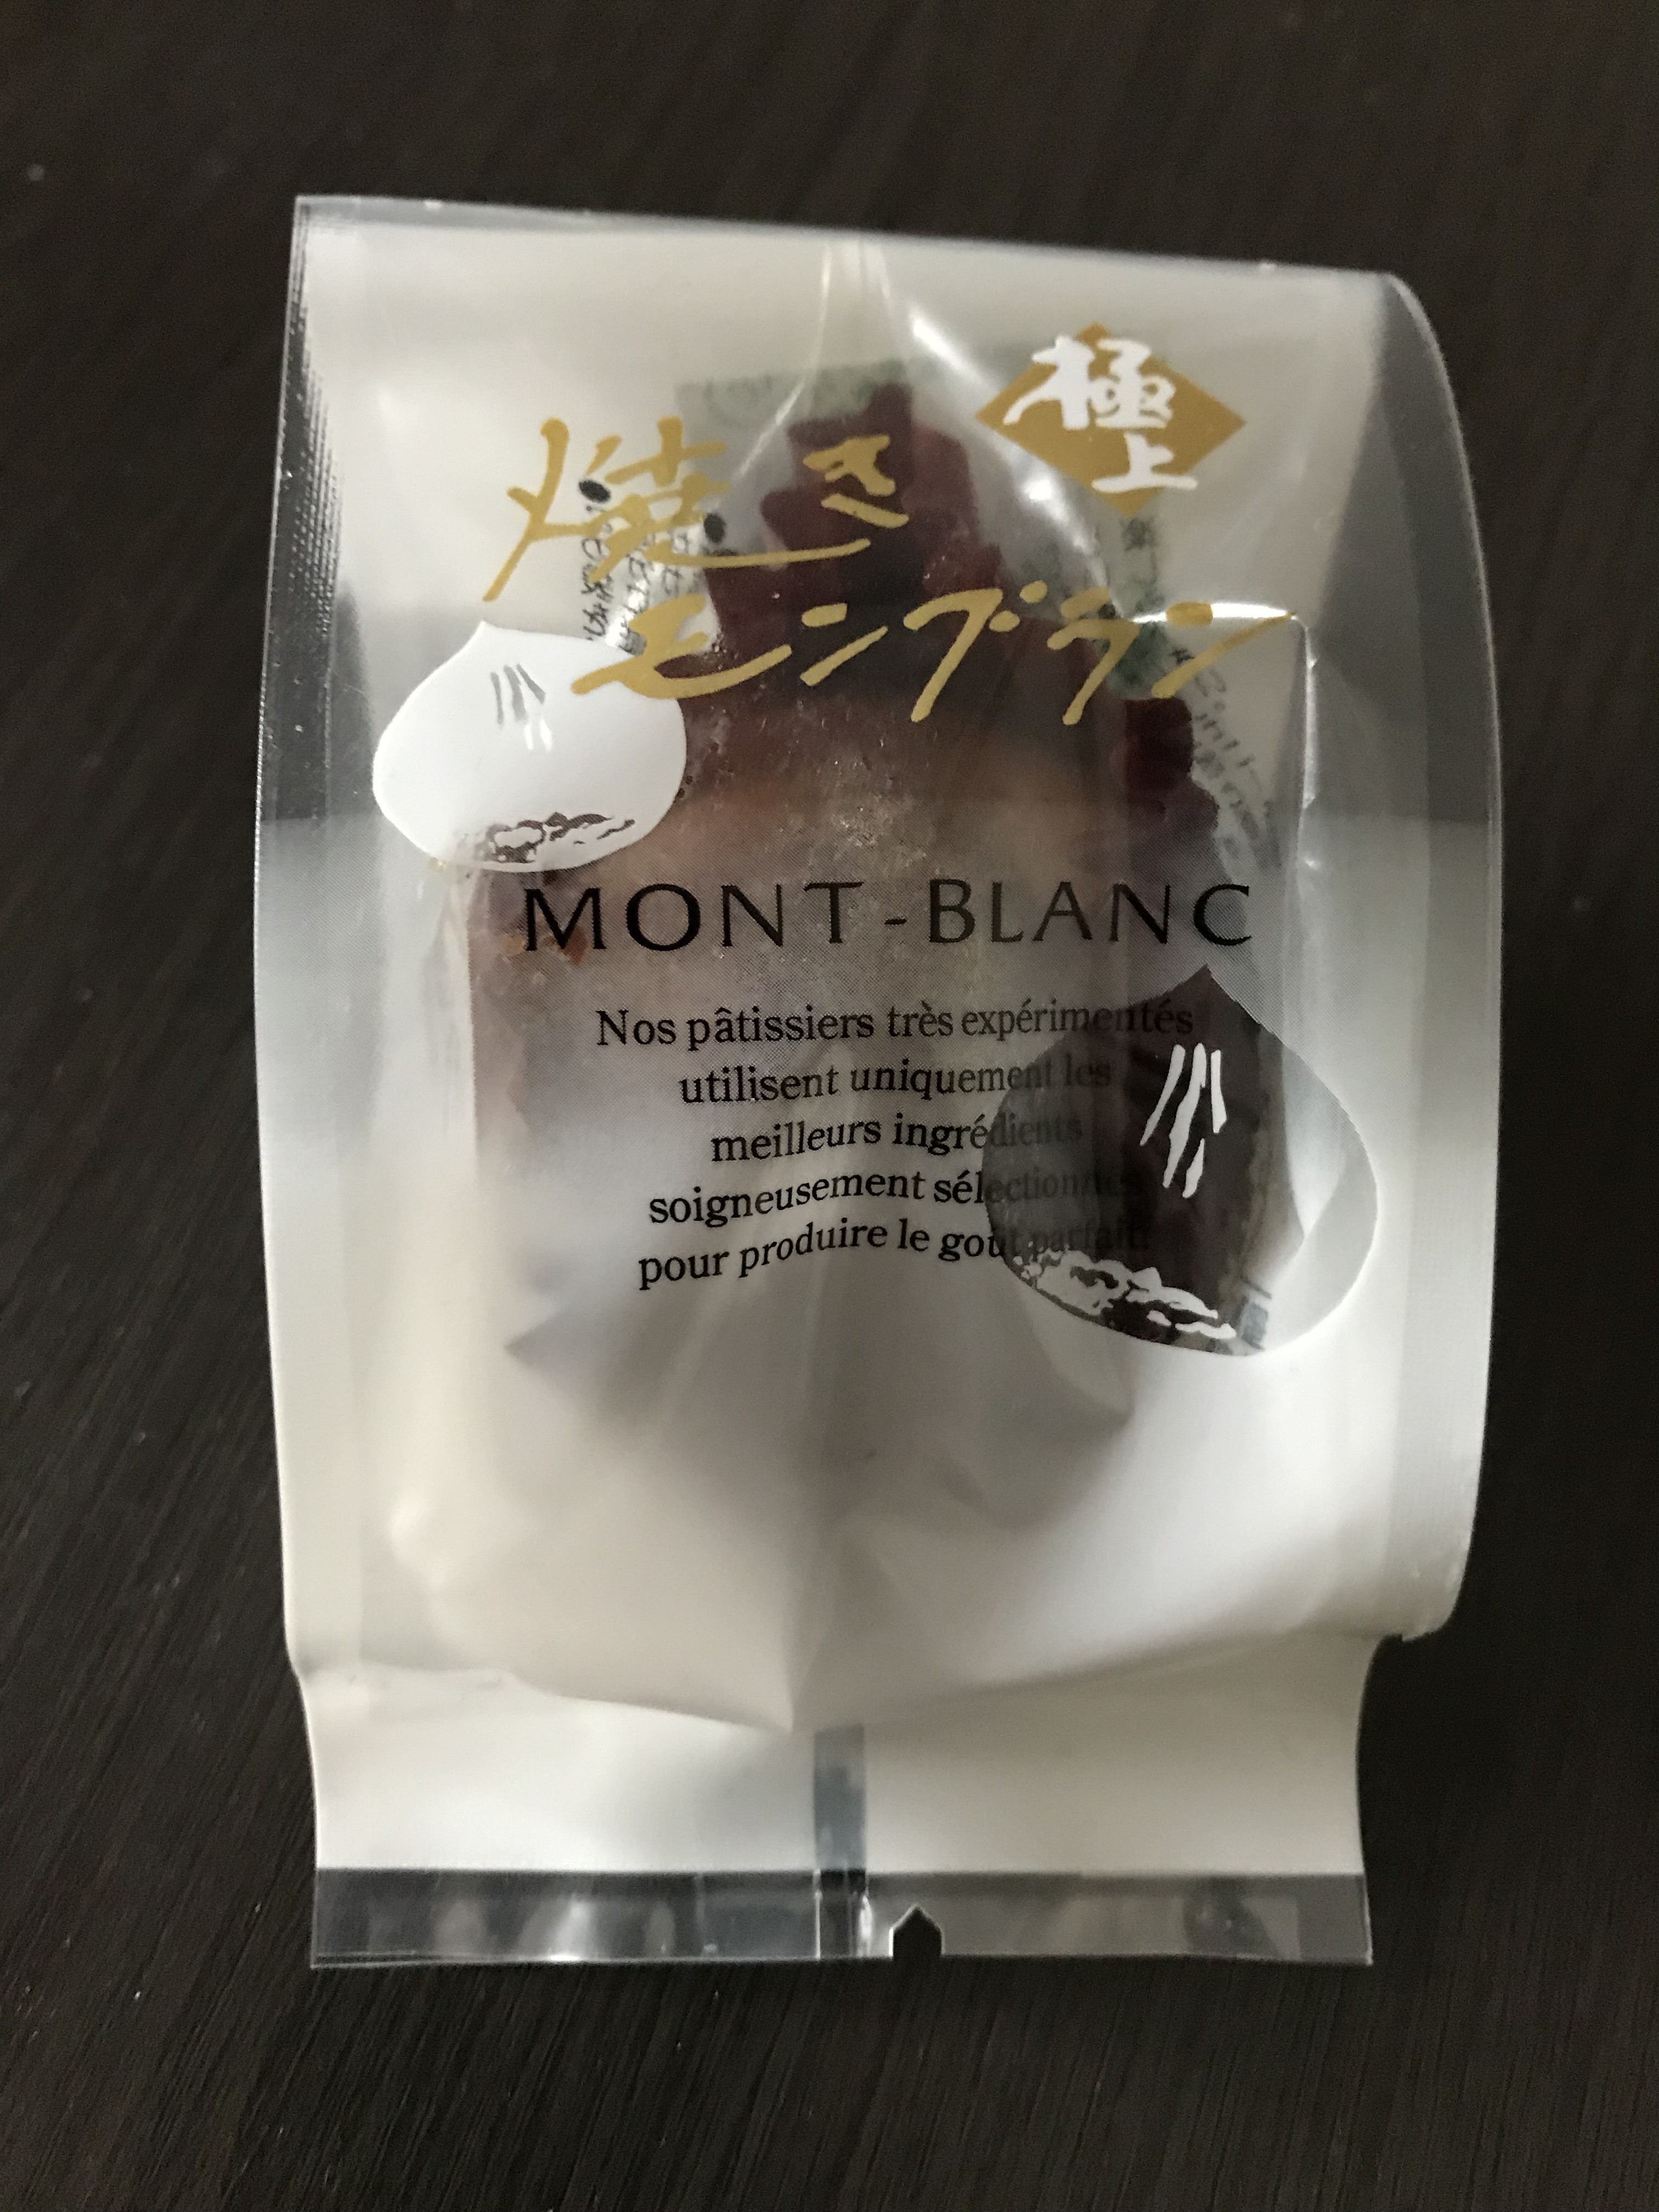 極上
焼き
モンブラン
MONT-BLANC
Nos pâtissiers très expérimentés
utilisent uniquement les
meilleurs ingrédients
soigneusement sélectionnés
pour produire le goût parfait!